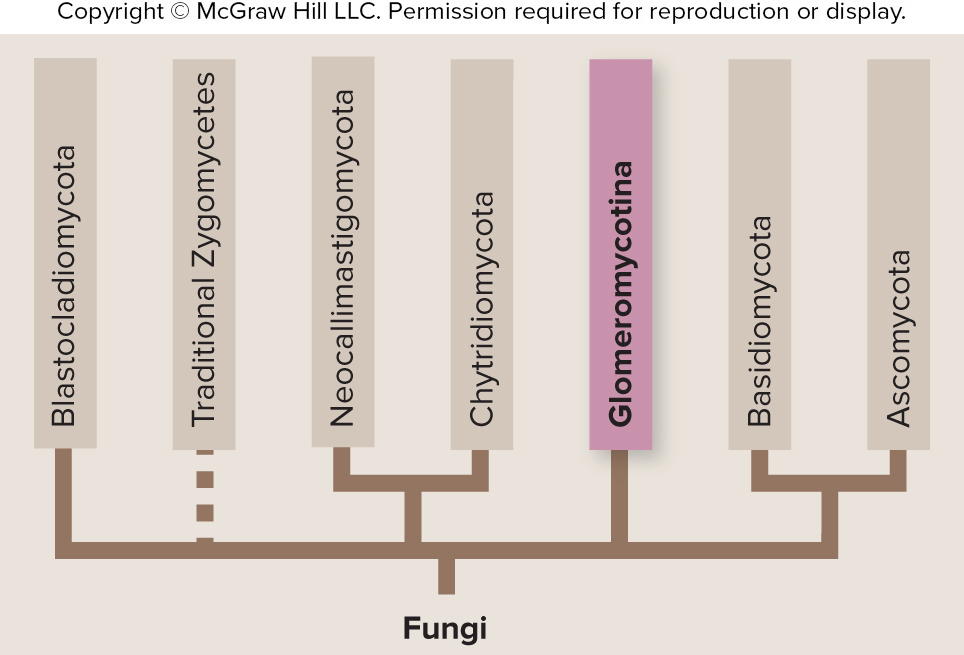 Copyright © McGraw Hill LLC. Permission required for reproduction or display.
Blastocladiomycota
Traditional Zygomycetes
Neocallimastigomycota
Chytridiomycota
Glomeromycotina
Basidiomycota
Ascomycota
Fungi